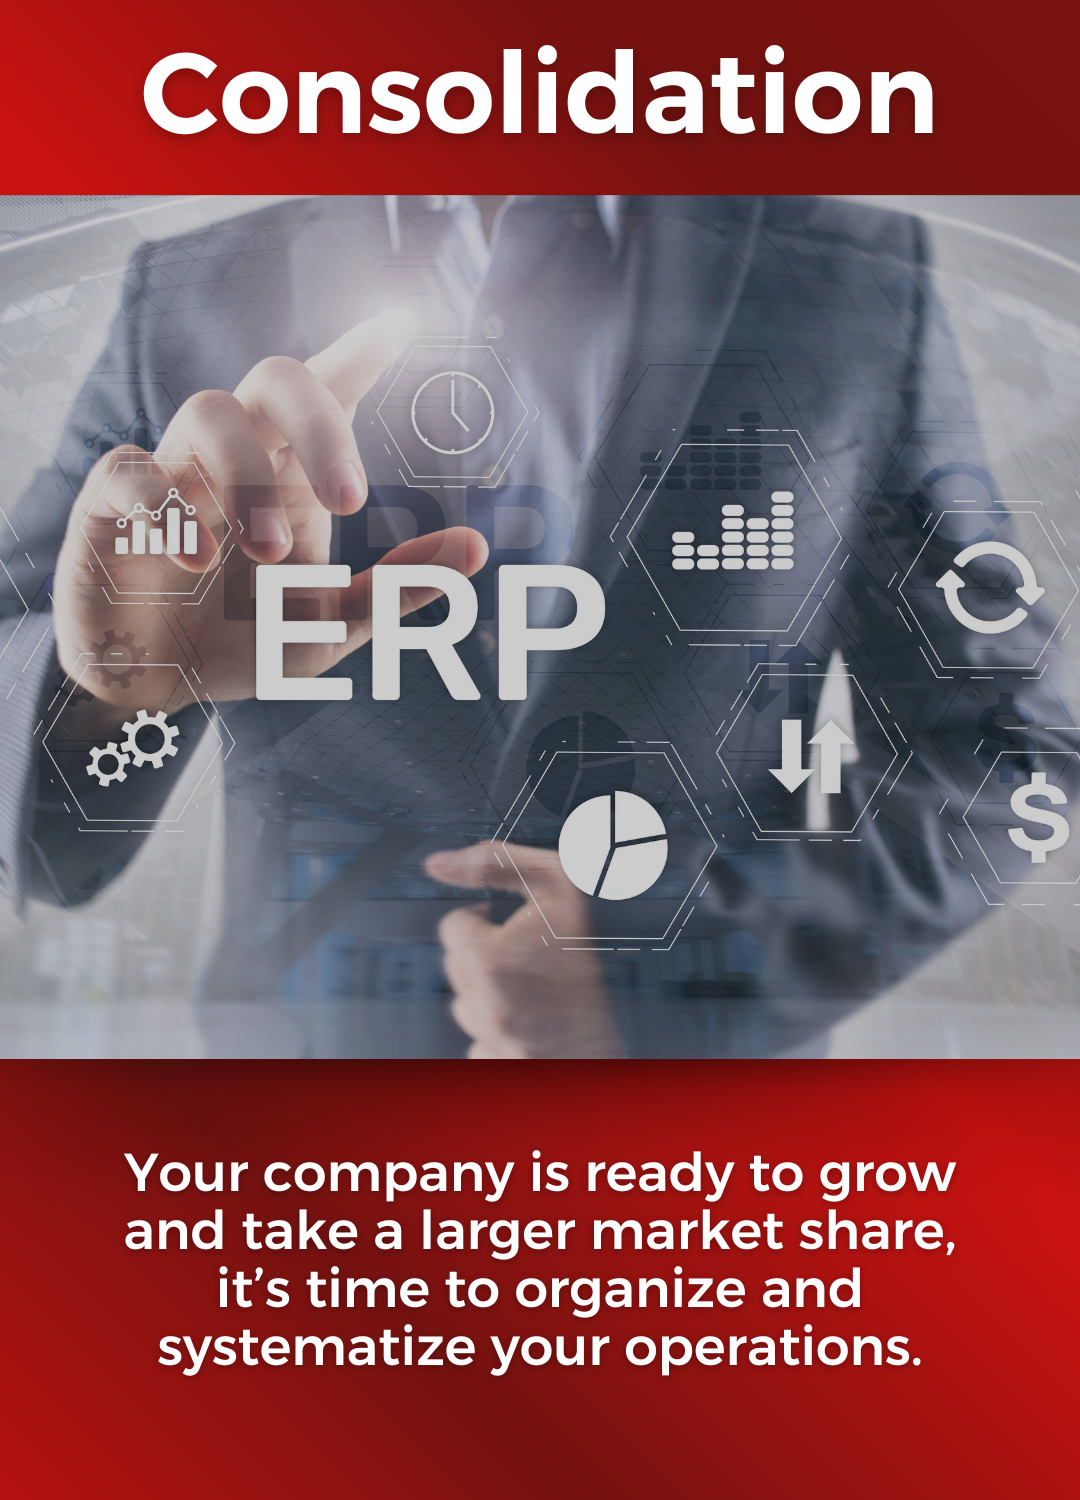 Consolidation
ERP
$
Your company is ready to grow
and take a larger market share,
it’s time to organize and
systematize your operations.